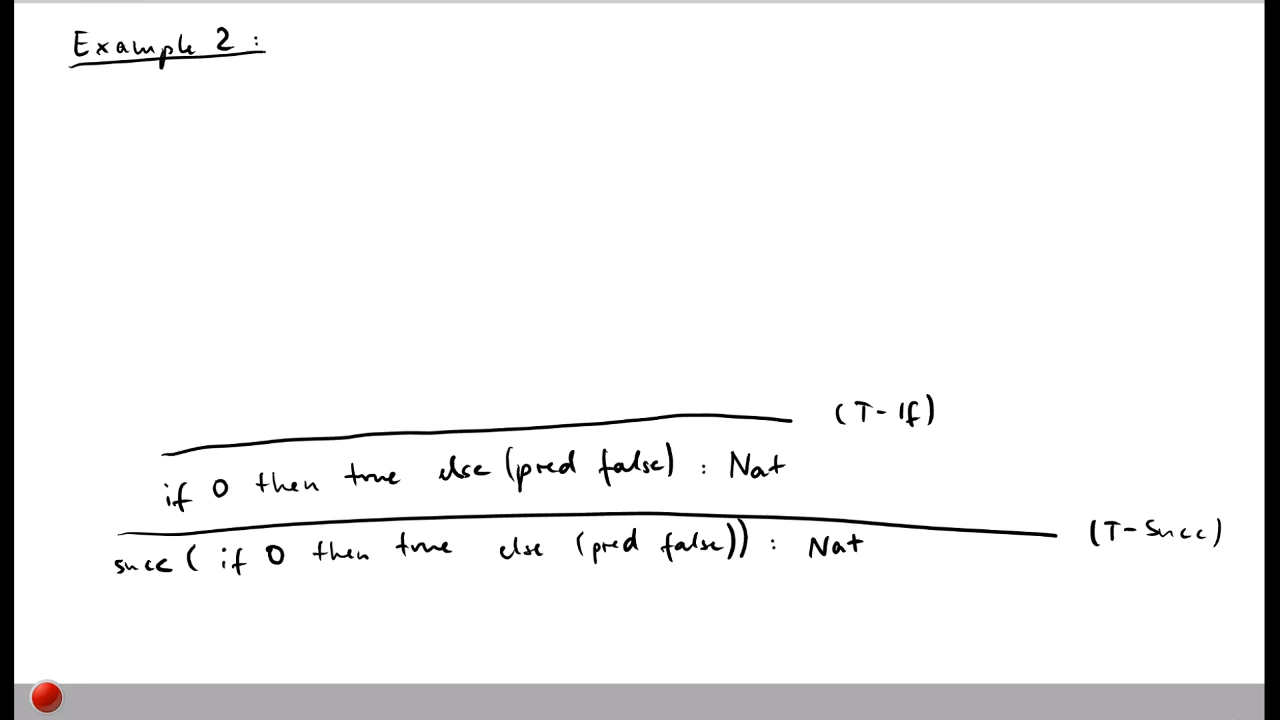 Example 2 :
(T-If)
if 0 then true else (pred false) : Nat
(T-Succ)
succ ( if 0 then true else (pred false)) : Nat